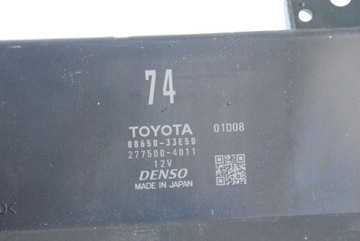 74
TOYOTA 01D08
88650-33E50
277500-4011
12V
DENSO
MADE IN JAPAN